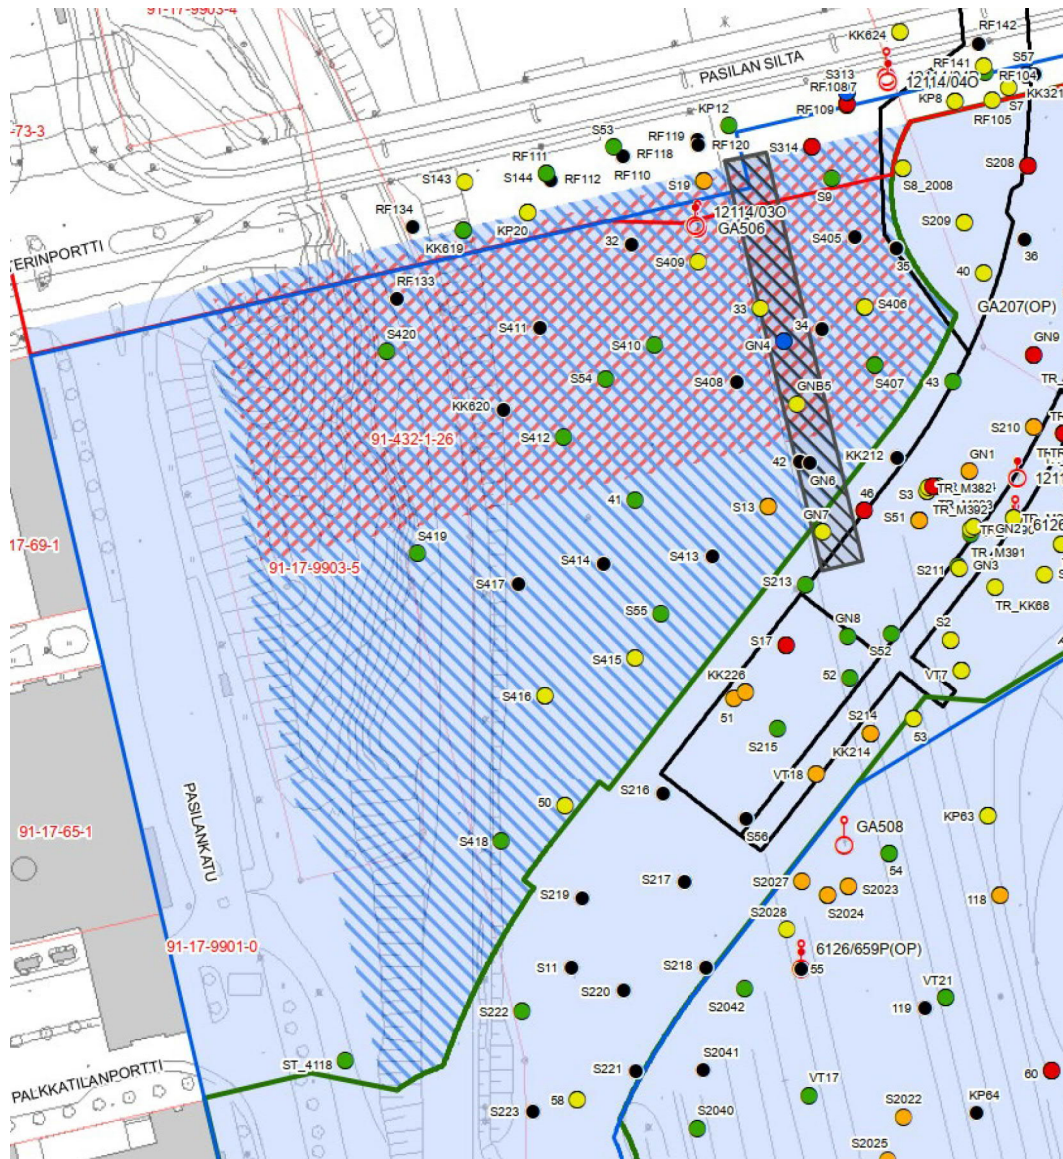 91-17-9903-4
KK624
RF142
PASILAN SILTA
RF141
S57
S313
12114/04O
RF104
RF109
KP8
S7
KK321
RF105
-73-3
KP12
S53
RF119
RF120
S314
RF118
RF111
RF110
S208
S143
S144
RF112
S19
S9
S8_2008
12114/03O
RF134
KP20
GA506
S209
KK619
32
S405
35
36
ERINPORTTI
S409
40
RF133
33
S406
GA207(OP)
S411
34
S420
S410
GN4
GN9
S54
S408
S407
43
KK620
GNB5
S210
91-432-1-26
S412
42
GN6
KK212
GN1
TR_M382
41
S13
46
S3
S51
TR_M392
GN7
GN2
6126
17-69-1
S419
91-17-9903-5
S414
S413
TR_M391
S417
S213
S211
GN3
TR_KK68
S55
GN8
S2
S17
S52
S415
52
VT7
S416
KK226
51
S214
S215
53
KK214
VT18
PASILANKATU
S216
50
KP63
91-17-65-1
S418
S56
GA508
54
S2027
S217
S2023
S219
S2024
118
S2028
91-17-9901-0
6126/659P(OP)
S11
S218
55
S220
VT21
S2042
119
S222
ST_4118
S221
S2041
60
PALKKATILANPORTTI
VT17
58
S223
KP64
S2040
S2022
S2025